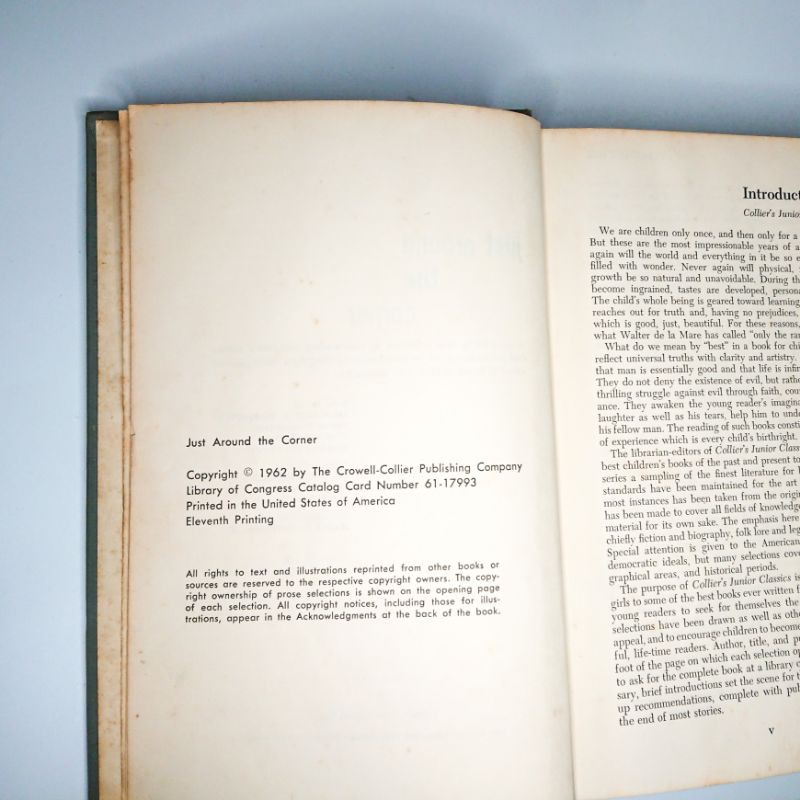 Just Around the Corner
Copyright © 1962 by The Crowell-Collier Publishing Company
Library of Congress Catalog Card Number 61-17993
Printed in the United States of America
Eleventh Printing
All rights to text and illustrations reprinted from other books or
sources are reserved to the respective copyright owners. The copy-
right ownership of prose selections is shown on the opening page
of each selection. All copyright notices, including those for illus-
trations, appear in the Acknowledgments at the back of the book.
Introduct
Collier's Junio
We are children only once, and then only for a
But these are the most impressionable years of a
again will the world and everything in it be so e
filled with wonder. Never again will physical,
growth be so natural and unavoidable. During th
become ingrained, tastes are developed, persona
The child's whole being is geared toward learning,
reaches out for truth and, having no prejudices,
which is good, just, beautiful. For these reasons,
what Walter de la Mare has called "only the ra
What do we mean by "best" in a book for chi
reflect universal truths with clarity and artistry.
that man is essentially good and that life is infin
They do not deny the existence of evil, but rathe
thrilling struggle against evil through faith, cou
ance. They awaken the young reader's imagina
laughter as well as his tears, help him to unde
his fellow man. The reading of such books consti
of experience which is every child's birthright.
The librarian-editors of Collier's Junior Classi
best children's books of the past and present to
series a sampling of the finest literature for
standards have been maintained for the art
most instances has been taken from the origin
has been made to cover all fields of knowledge
material for its own sake. The emphasis here
chiefly fiction and biography, folk lore and leg
Special attention is given to the American
democratic ideals, but many selections cove
graphical areas, and historical periods.
The purpose of Collier's Junior Classics is
girls to some of the best books ever written f
young readers to seek for themselves the
selections have been drawn as well as othe
appeal, and to encourage children to become
ful, life-time readers. Author, title, and pu
foot of the page on which each selection op
to ask for the complete book at a library o
sary, brief introductions set the scene for t
up recommendations, complete with pub
the end of most stories.
V